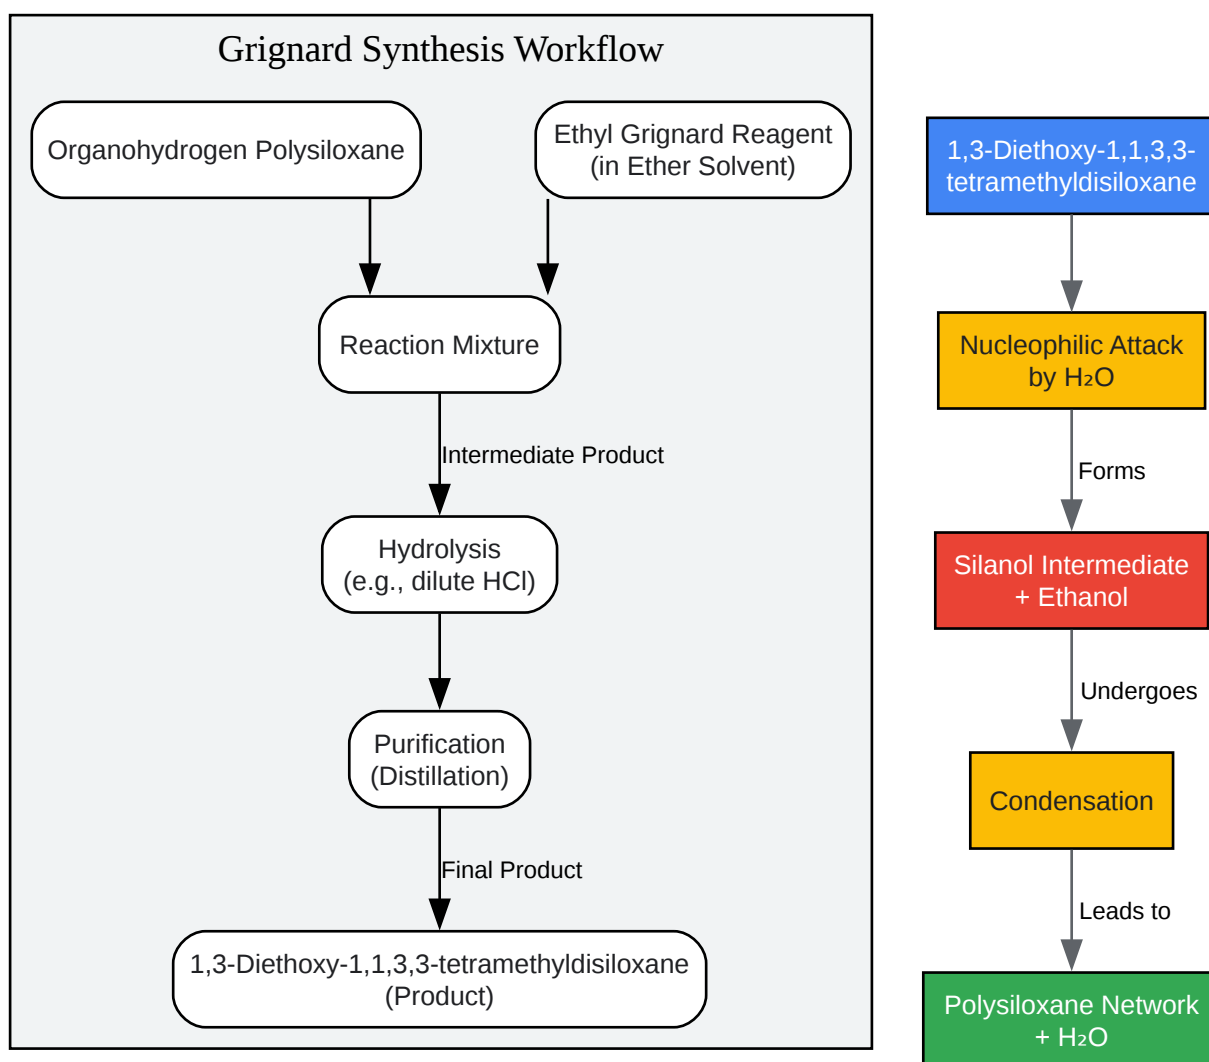 Grignard Synthesis Workflow
Organohydrogen Polysiloxane
Ethyl Grignard Reagent
(in Ether Solvent)
Reaction Mixture
Intermediate Product
Hydrolysis
(e.g., dilute HCl)
Purification
(Distillation)
Final Product
1,3-Diethoxy-1,1,3,3-tetramethyldisiloxane
(Product)
1,3-Diethoxy-1,1,3,3-
tetramethyldisiloxane
Nucleophilic Attack
by H₂O
Forms
Silanol Intermediate
+ Ethanol
Undergoes
Condensation
Leads to
Polysiloxane Network
+ H₂O